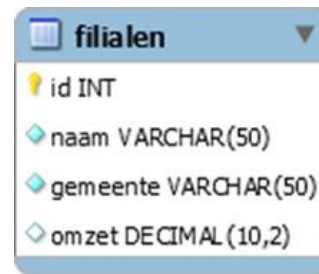 filialen
id INT
naam VARCHAR(50)
gemeente VARCHAR(50)
omzet DECIMAL(10,2)